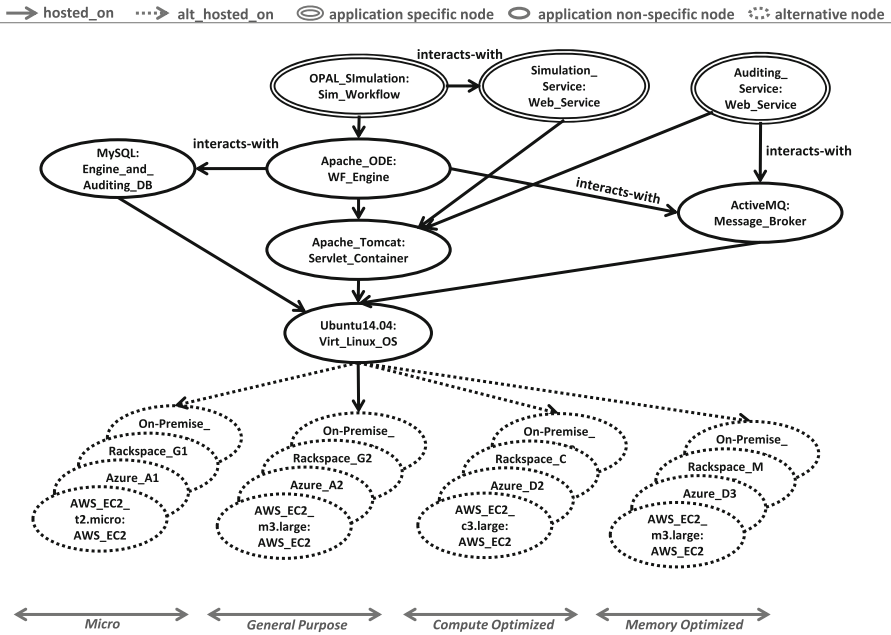 hosted_on alt_hosted_on application specific node application non-specific node alternative node
interacts-with
OPAL_SImulation:
Sim_Workflow
Simulation_
Service:
Web_Service
Auditing_
Service:
Web_Service
interacts-with
interacts-with
MySQL:
Engine_and_
Auditing_DB
Apache_ODE:
WF_Engine
interacts-with
ActiveMQ:
Message_Broker
Apache_Tomcat:
Servlet_Container
Ubuntu14.04:
Virt_Linux_OS
On-Premise_
Rackspace_G1
Azure_A1
AWS_EC2_
t2.micro:
AWS_EC2
On-Premise_
Rackspace_G2
Azure_A2
AWS_EC2_
m3.large:
AWS_EC2
On-Premise_
Rackspace_C
Azure_D2
AWS_EC2_
c3.large:
AWS_EC2
On-Premise_
Rackspace_M
Azure_D3
AWS_EC2_
m3.large:
AWS_EC2
Micro General Purpose Compute Optimized Memory Optimized